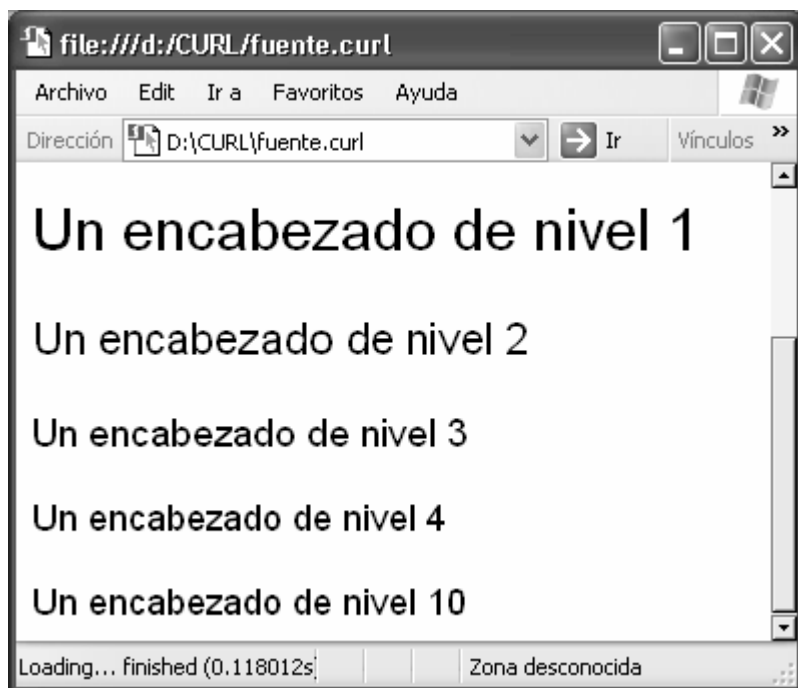 file:///d:/CURL/fuente.curl
Archivo Edit Ir a Favoritos Ayuda
Dirección D:\CURL\fuente.curl Ir Vínculos »
Un encabezado de nivel 1
Un encabezado de nivel 2
Un encabezado de nivel 3
Un encabezado de nivel 4
Un encabezado de nivel 10
Loading... finished (0.118012s Zona desconocida